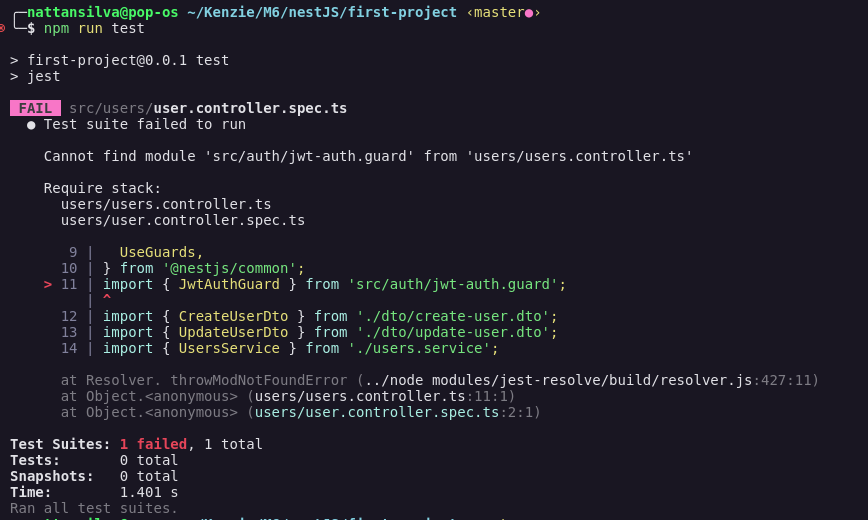 ╭─nattansilva@pop-os ~/Kenzie/M6/nestJS/first-project ‹master●›
╰─$ npm run test

> first-project@0.0.1 test
> jest

FAIL src/users/user.controller.spec.ts
● Test suite failed to run

Cannot find module 'src/auth/jwt-auth.guard' from 'users/users.controller.ts'

Require stack:
users/users.controller.ts
users/user.controller.spec.ts

9 |   UseGuards,
10 | } from '@nestjs/common';
> 11 | import { JwtAuthGuard } from 'src/auth/jwt-auth.guard';
| ^
12 | import { CreateUserDto } from './dto/create-user.dto';
13 | import { UpdateUserDto } from './dto/update-user.dto';
14 | import { UsersService } from './users.service';

at Resolver. throwModNotFoundError (../node modules/jest-resolve/build/resolver.js:427:11)
at Object.<anonymous> (users/users.controller.ts:11:1)
at Object.<anonymous> (users/user.controller.spec.ts:2:1)

Test Suites: 1 failed, 1 total
Tests:       0 total
Snapshots:   0 total
Time:        1.401 s
Ran all test suites.